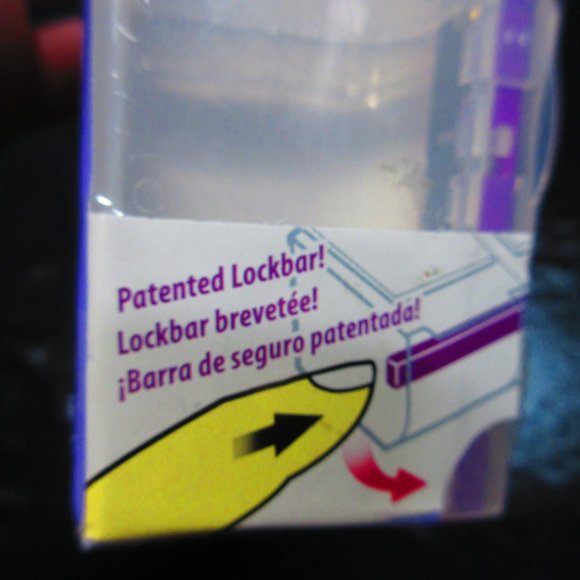 Patented Lockbar!
Lockbar brevetée!
¡Barra de seguro patentada!